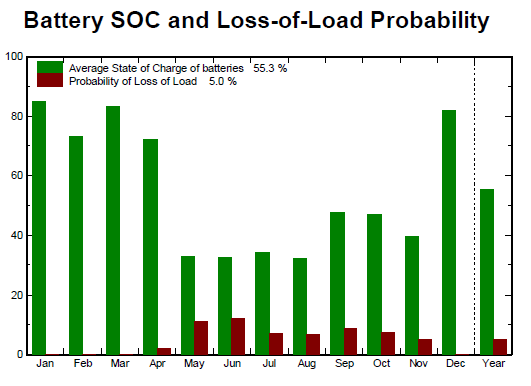 Battery SOC and Loss-of-Load Probability
100
Average State of Charge of batteries 55.3 %
Probability of Loss of Load 5.0 %
80
60
40
20
0
Jan Feb Mar Apr May Jun Jul Aug Sep Oct Nov Dec Year